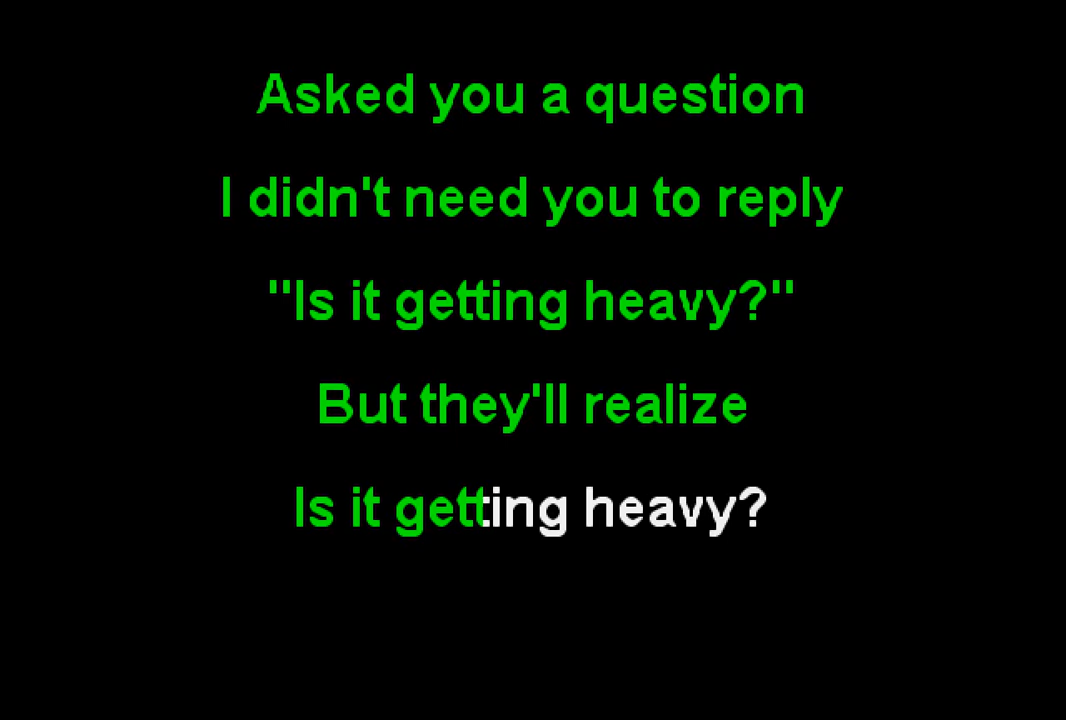 Asked you a question
I didn't need you to reply
"Is it getting heavy?"
But they'll realize
Is it getting heavy?